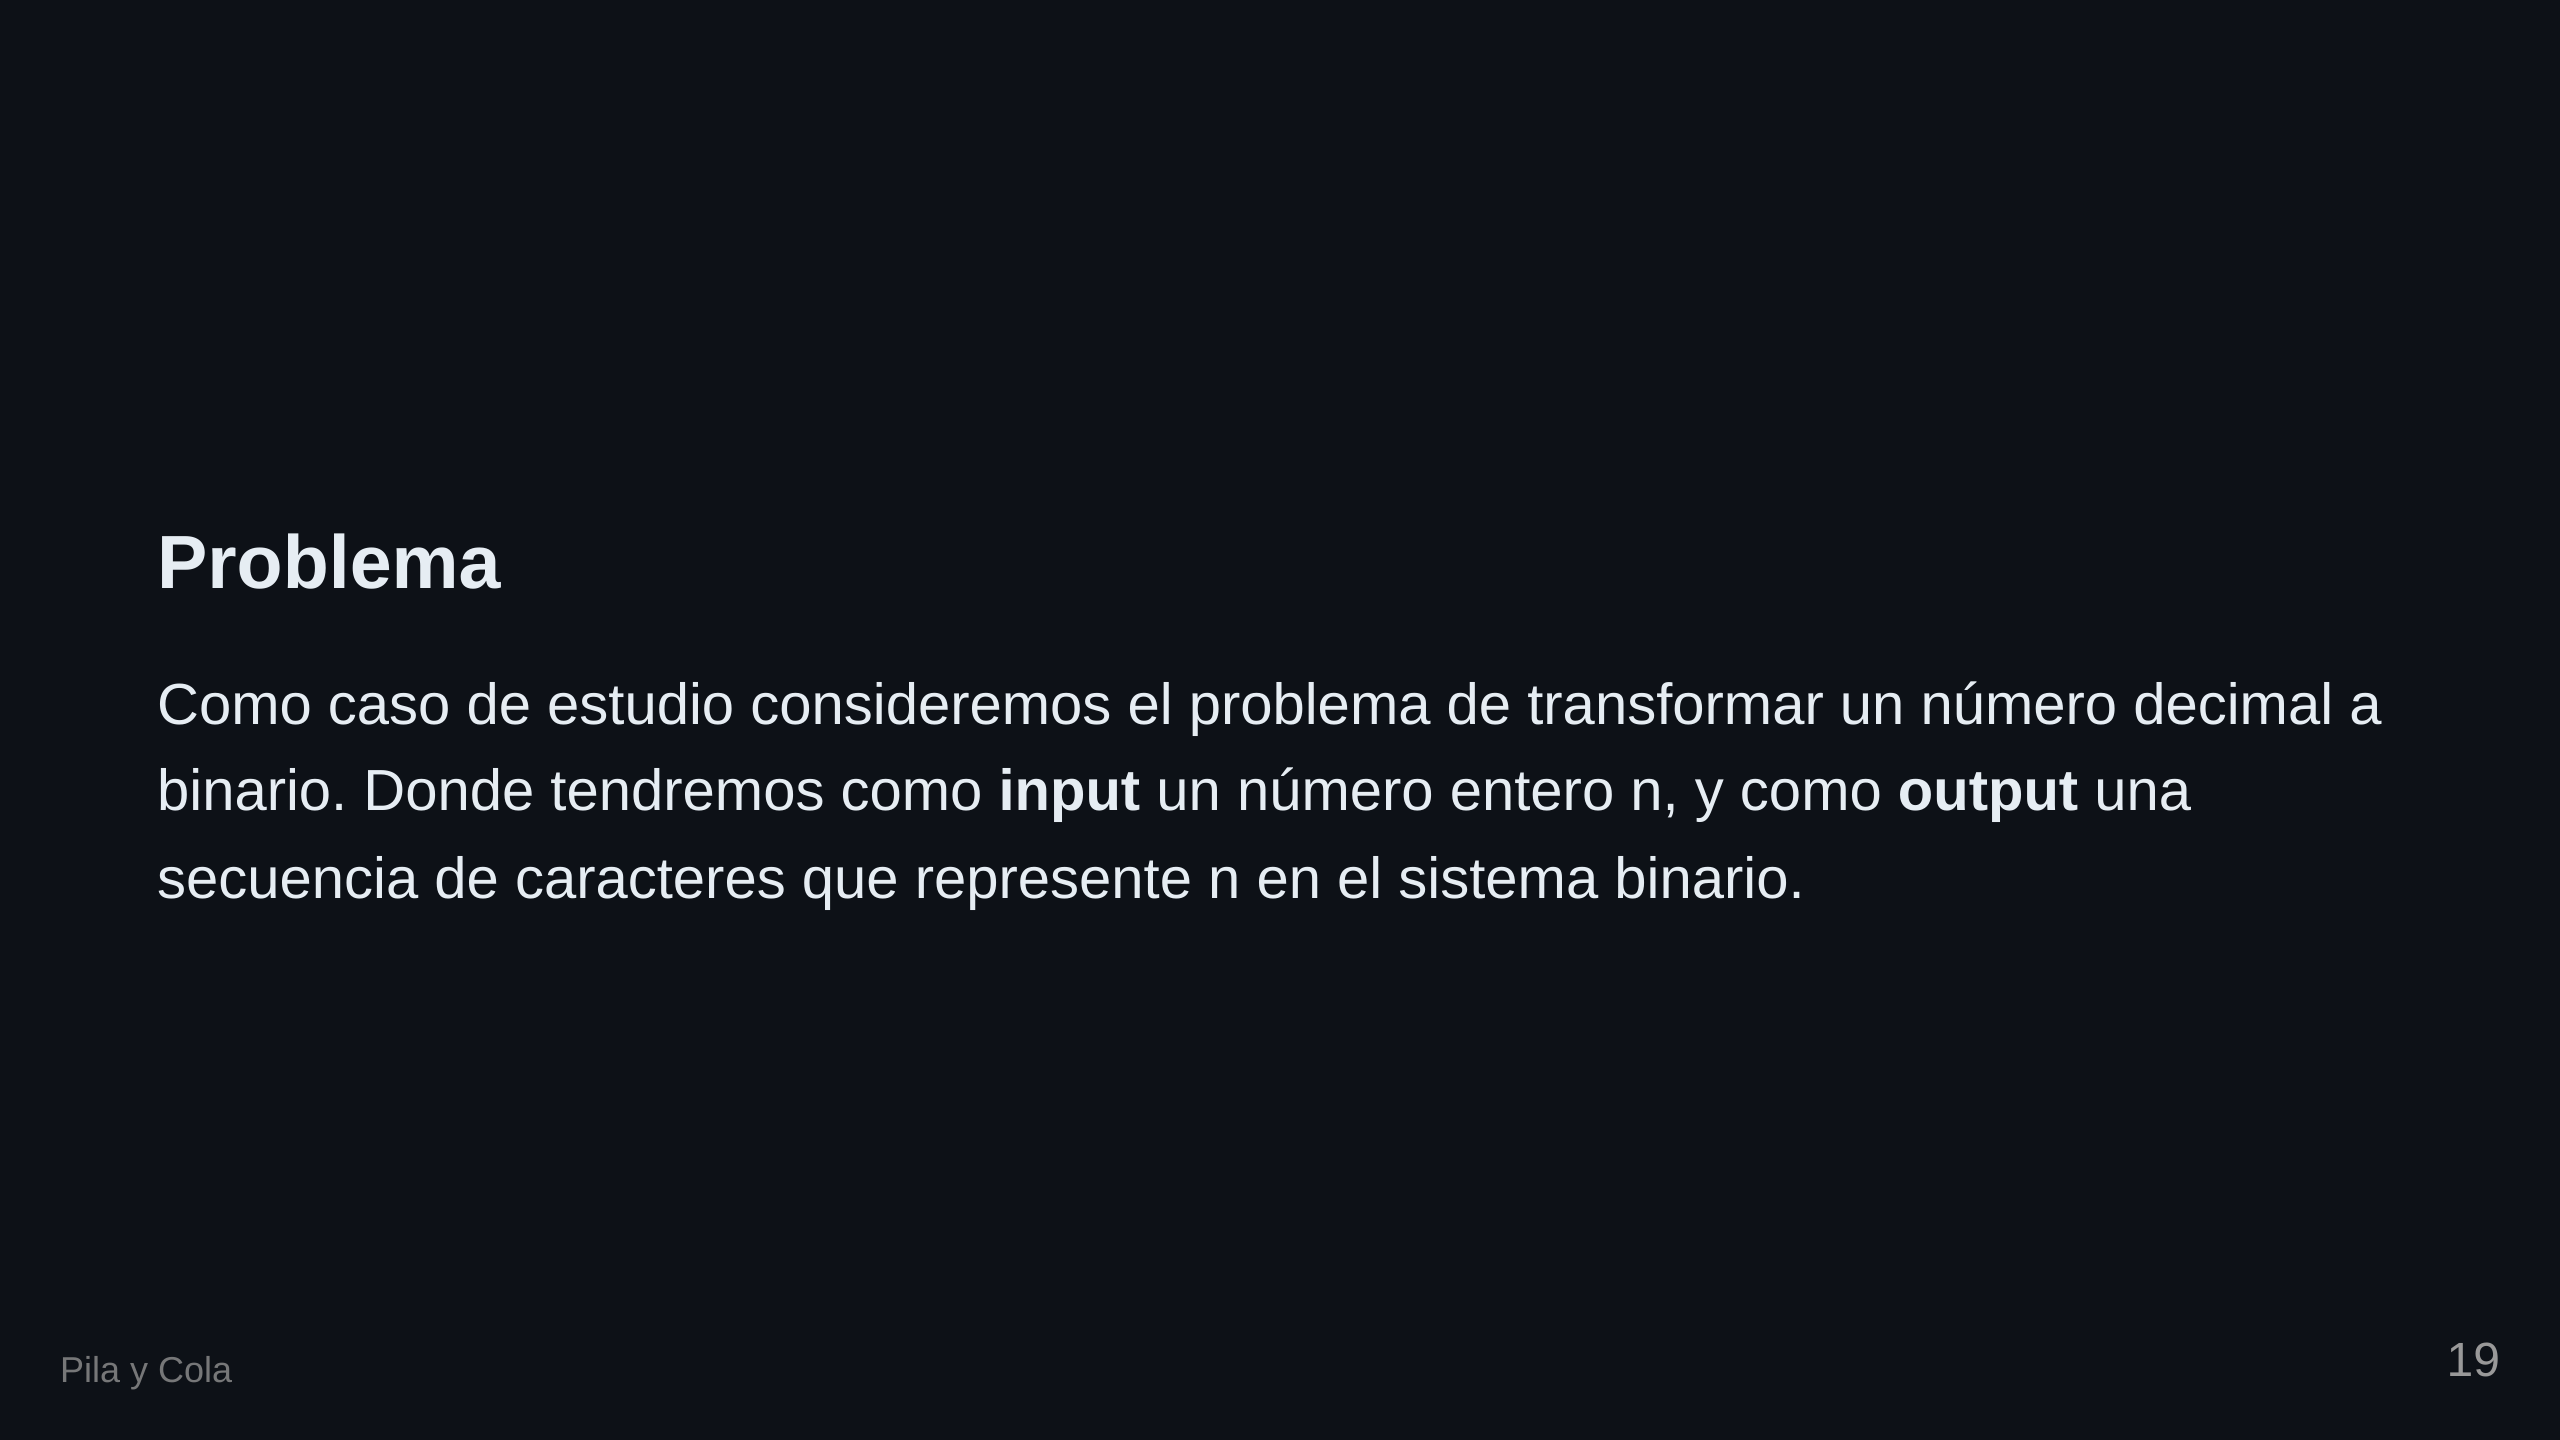 Problema
Como caso de estudio consideremos el problema de transformar un número decimal a
binario. Donde tendremos como input un número entero n, y como output una
secuencia de caracteres que represente n en el sistema binario.
Pila y Cola
19